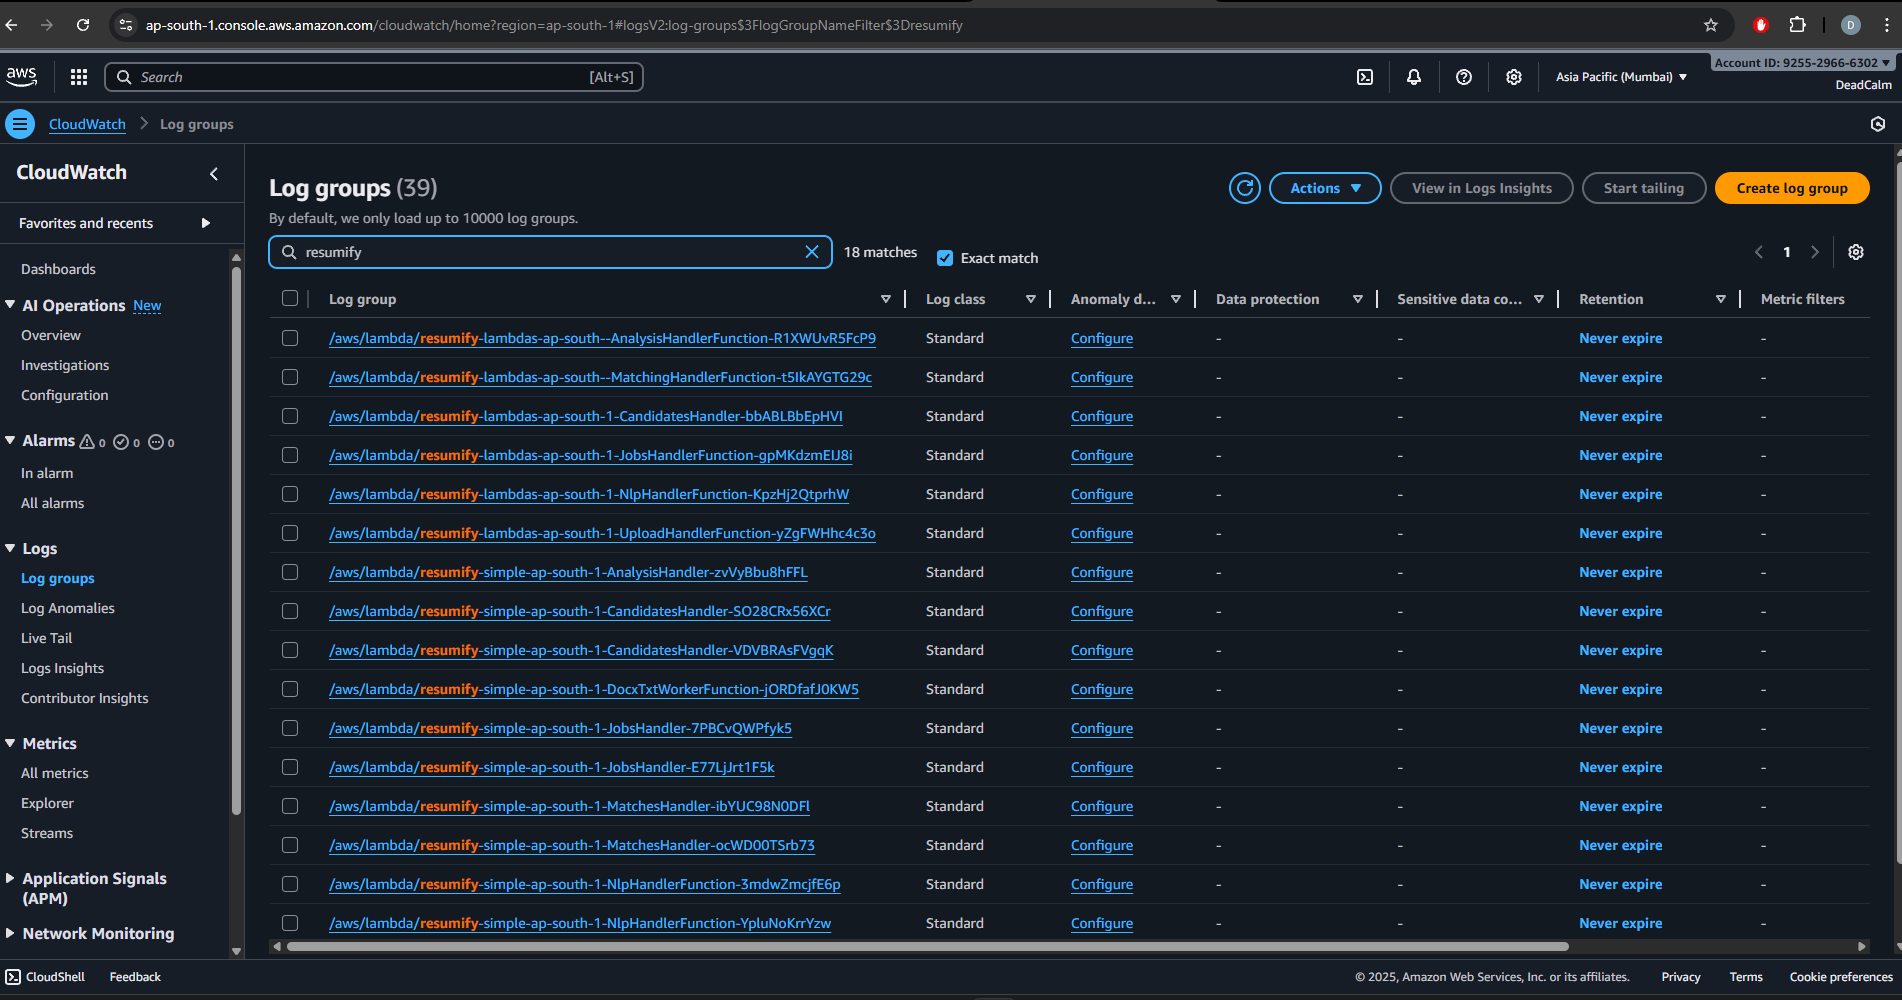 ap-south-1.console.aws.amazon.com/cloudwatch/home?region=ap-south-1#logsV2:log-groups$3FlogGroupNameFilter$3Dresumify
D
aws
Search [Alt+S]
Asia Pacific (Mumbai)
Account ID: 9255-2966-6302
DeadCalm
CloudWatch > Log groups
CloudWatch
Favorites and recents
Dashboards
AI Operations New
Overview
Investigations
Configuration
Alarms 0 0 0
In alarm
All alarms
Logs
Log groups
Log Anomalies
Live Tail
Logs Insights
Contributor Insights
Metrics
All metrics
Explorer
Streams
Application Signals
(APM)
Network Monitoring
Log groups (39)
By default, we only load up to 10000 log groups.
Actions
View in Logs Insights
Start tailing
Create log group
resumify
18 matches
Exact match
1
Log group Log class Anomaly d... Data protection Sensitive data co... Retention Metric filters
/aws/lambda/resumify-lambdas-ap-south--AnalysisHandlerFunction-R1XWUvR5FcP9 Standard Configure - - Never expire -
/aws/lambda/resumify-lambdas-ap-south--MatchingHandlerFunction-t5IkAYGTG29c Standard Configure - - Never expire -
/aws/lambda/resumify-lambdas-ap-south-1-CandidatesHandler-bbABLBbEpHVI Standard Configure - - Never expire -
/aws/lambda/resumify-lambdas-ap-south-1-JobsHandlerFunction-gpMKdzmEIJ8i Standard Configure - - Never expire -
/aws/lambda/resumify-lambdas-ap-south-1-NlpHandlerFunction-KpzHj2QtprhW Standard Configure - - Never expire -
/aws/lambda/resumify-lambdas-ap-south-1-UploadHandlerFunction-yZgFWHhc4c3o Standard Configure - - Never expire -
/aws/lambda/resumify-simple-ap-south-1-AnalysisHandler-zvVyBbu8hFFL Standard Configure - - Never expire -
/aws/lambda/resumify-simple-ap-south-1-CandidatesHandler-SO28CRx56XCr Standard Configure - - Never expire -
/aws/lambda/resumify-simple-ap-south-1-CandidatesHandler-VDVBRAsFVgqK Standard Configure - - Never expire -
/aws/lambda/resumify-simple-ap-south-1-DocxTxtWorkerFunction-jORDfafJ0KW5 Standard Configure - - Never expire -
/aws/lambda/resumify-simple-ap-south-1-JobsHandler-7PBCvQWPfyk5 Standard Configure - - Never expire -
/aws/lambda/resumify-simple-ap-south-1-JobsHandler-E77LjJrt1F5k Standard Configure - - Never expire -
/aws/lambda/resumify-simple-ap-south-1-MatchesHandler-ibYUC98N0DFl Standard Configure - - Never expire -
/aws/lambda/resumify-simple-ap-south-1-MatchesHandler-ocWD00TSrb73 Standard Configure - - Never expire -
/aws/lambda/resumify-simple-ap-south-1-NlpHandlerFunction-3mdwZmcjfE6p Standard Configure - - Never expire -
/aws/lambda/resumify-simple-ap-south-1-NlpHandlerFunction-YpluNoKrrYzw Standard Configure - - Never expire -
CloudShell Feedback © 2025, Amazon Web Services, Inc. or its affiliates. Privacy Terms Cookie preferences